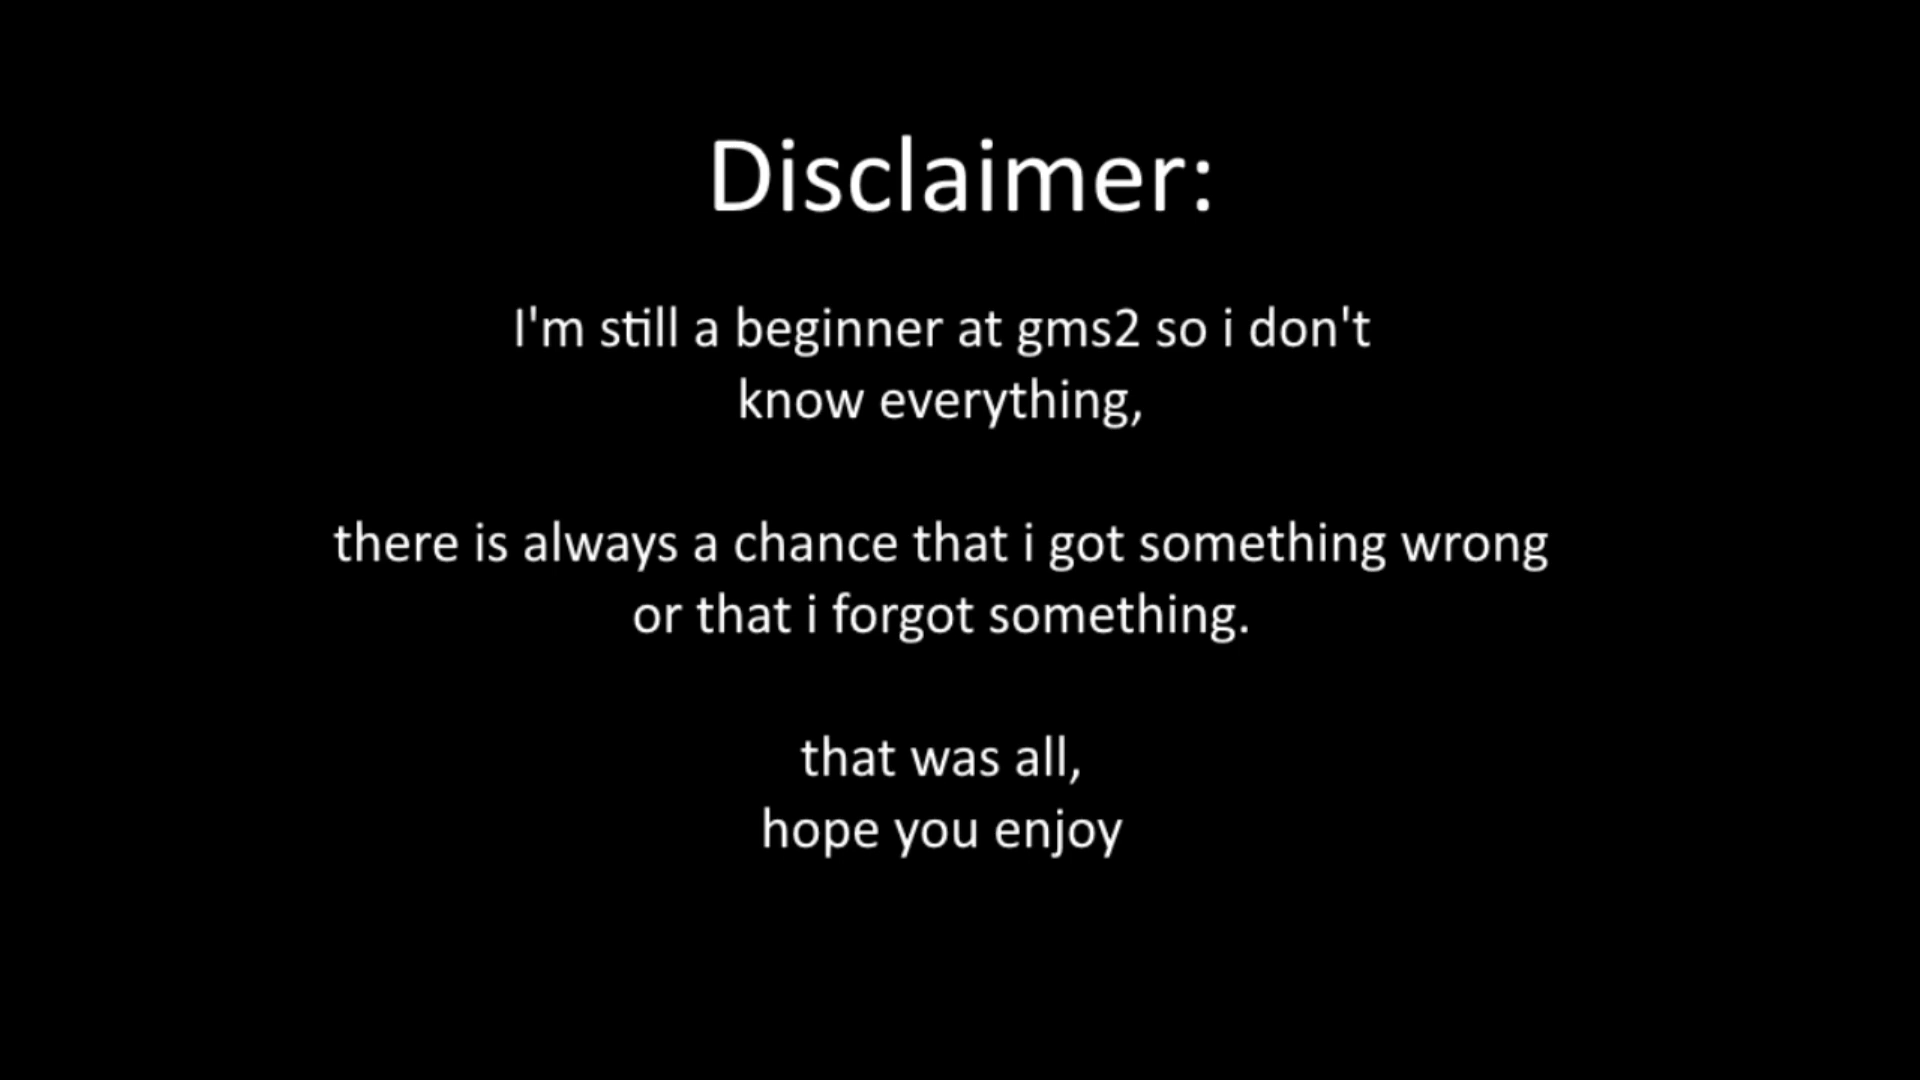 Disclaimer:
I'm still a beginner at gms2 so i don't
know everything,
there is always a chance that i got something wrong
or that i forgot something.
that was all,
hope you enjoy